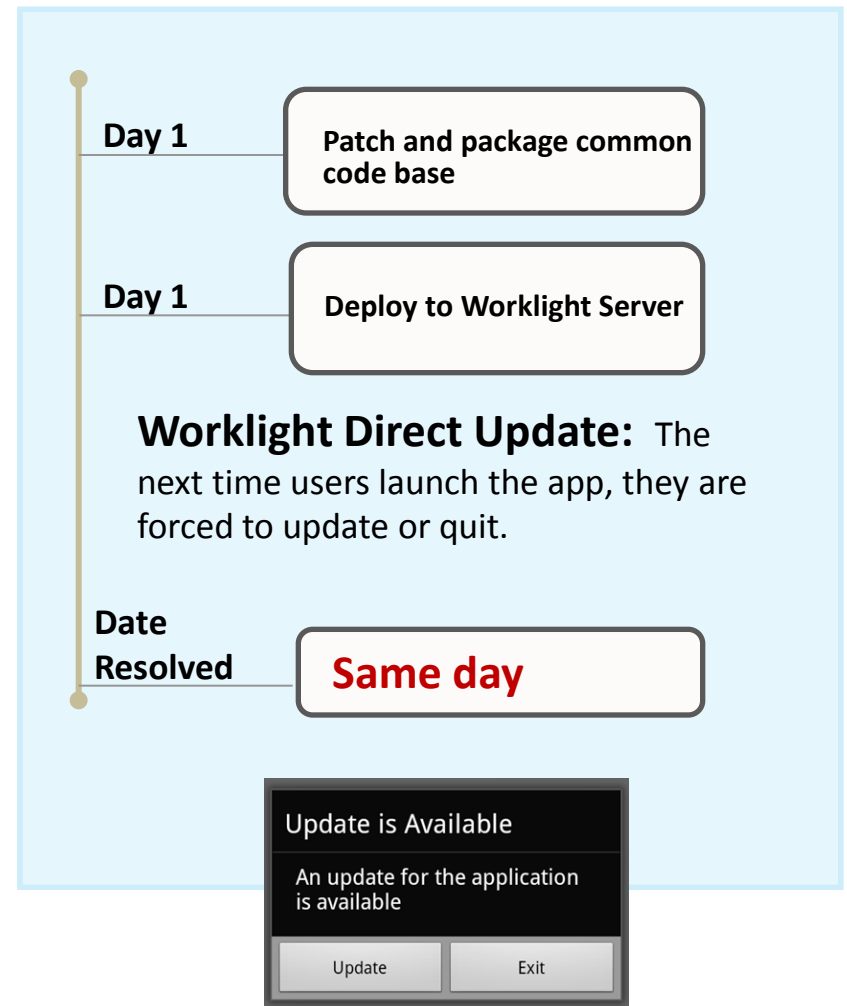 Day 1
Patch and package common
code base
Day 1
Deploy to Worklight Server
Worklight Direct Update: The
next time users launch the app, they are
forced to update or quit.
Date
Resolved
Same day
Update is Available
An update for the application
is available
Update
Exit